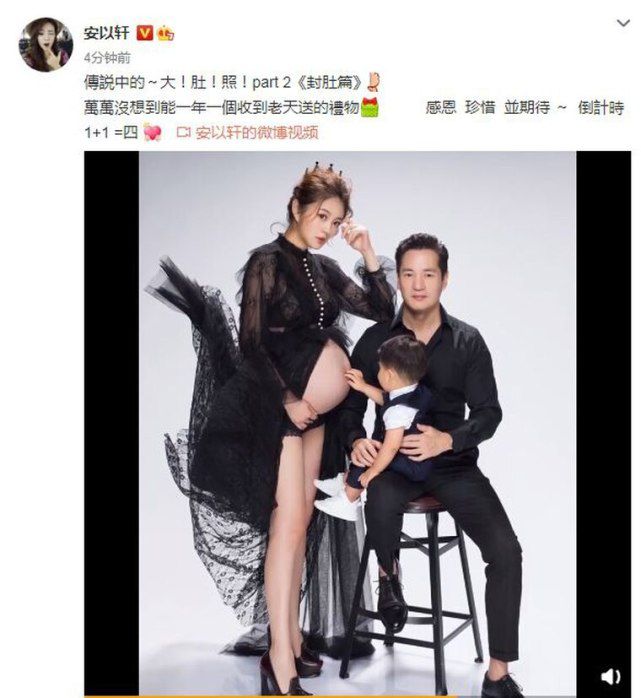 安以轩
4分钟前
傳説中的～大！肚！照！part 2《封肚篇》
萬萬沒想到能一年一個收到老天送的禮物 感恩 珍惜 並期待 ～ 倒計時
1+1 =四 安以轩的微博视频